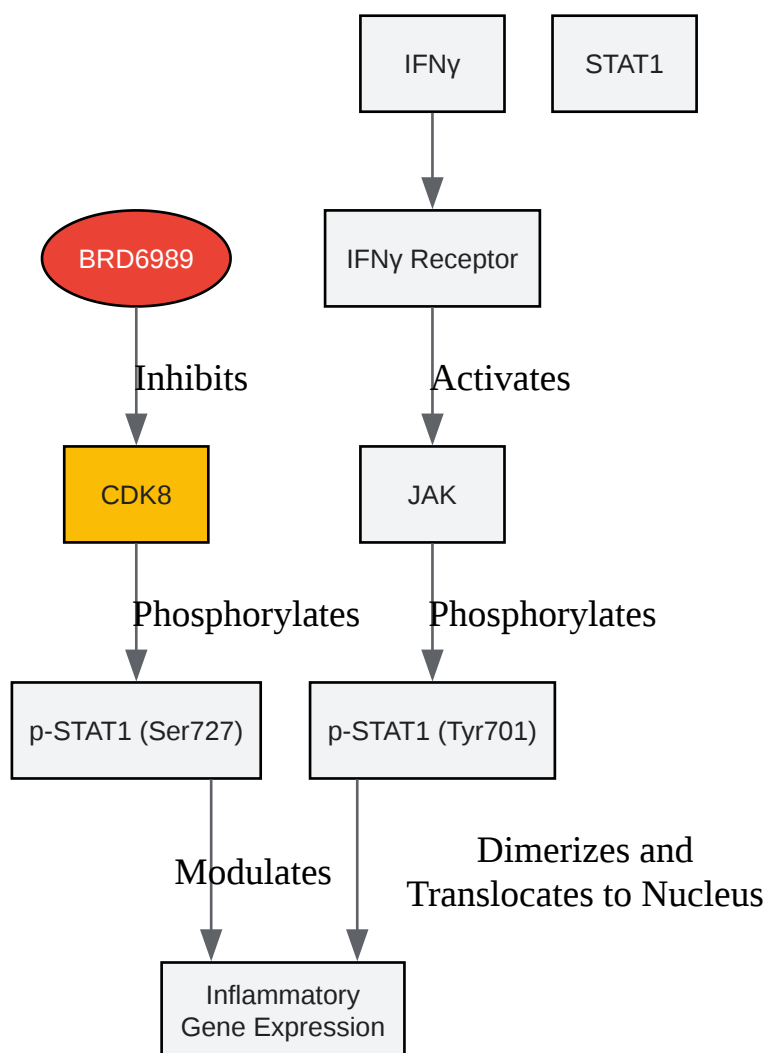 IFNγ
STAT1
BRD6989
IFNγ Receptor
Inhibits
Activates
CDK8
JAK
Phosphorylates
Phosphorylates
p-STAT1 (Ser727)
p-STAT1 (Tyr701)
Modulates
Dimerizes and
Translocates to Nucleus
Inflammatory
Gene Expression